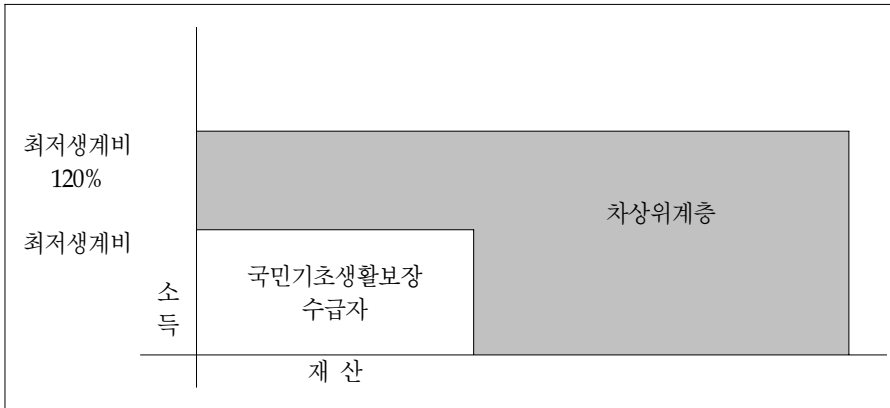 최저생계비
120%
차상위계층
최저생계비
국민기초생활보장
수급자
소
득
재 산